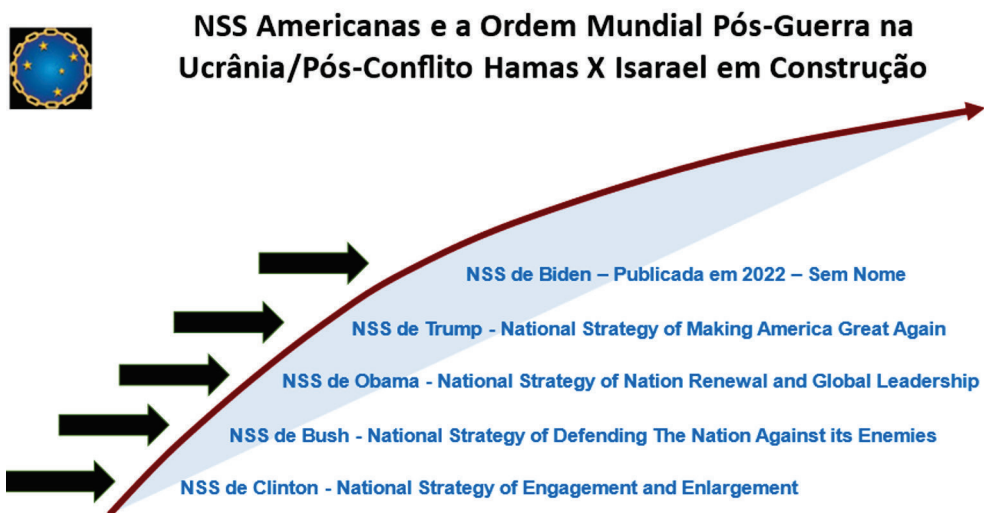 NSS Americanas e a Ordem Mundial Pós-Guerra na
Ucrânia/Pós-Conflito Hamas X Isarael em Construção
NSS de Biden – Publicada em 2022 – Sem Nome
NSS de Trump - National Strategy of Making America Great Again
NSS de Obama - National Strategy of Nation Renewal and Global Leadership
NSS de Bush - National Strategy of Defending The Nation Against its Enemies
NSS de Clinton - National Strategy of Engagement and Enlargement